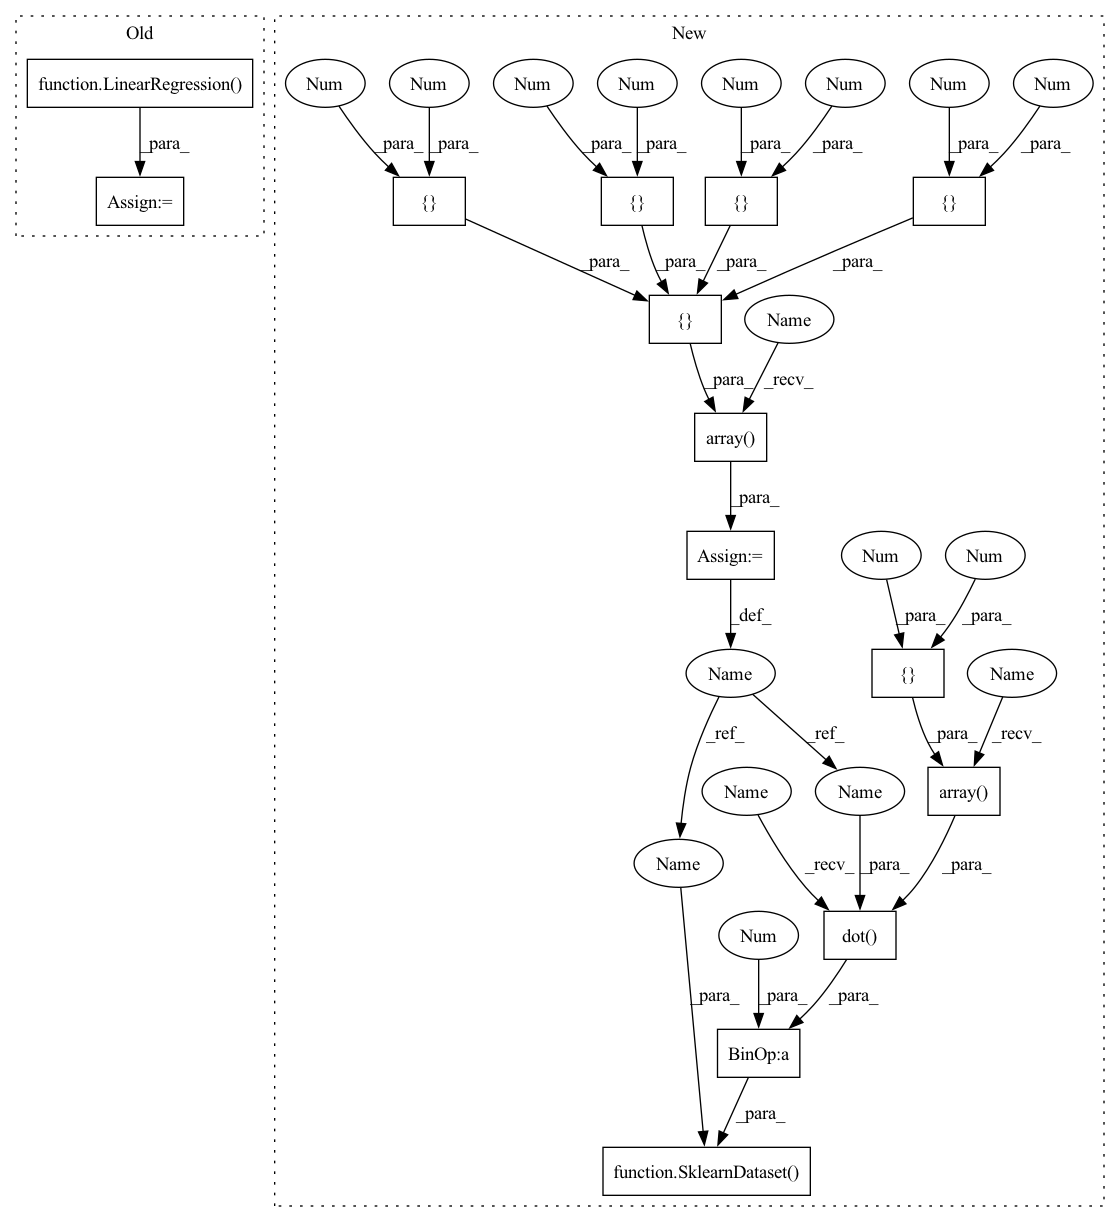 Old New
function.LinearRegression() Num Num Num Num Num Num Num Num
_para_ _para_ _para_ _para_ _para_ _para_ _para_ _para_ _para_
Assign:= {} {} {} {}
_para_ _para_ _para_ _para_
{} Name
_para_ _recv_
array()
_para_
Assign:= Num Num
_def_ _para_ _para_
Name {} Name
_ref_ _ref_ _para_ _recv_
Name Name array()
Name _recv_ _para_ _para_
Num dot()
_para_ _para_ _para_
BinOp:a
_para_
function.SklearnDataset()